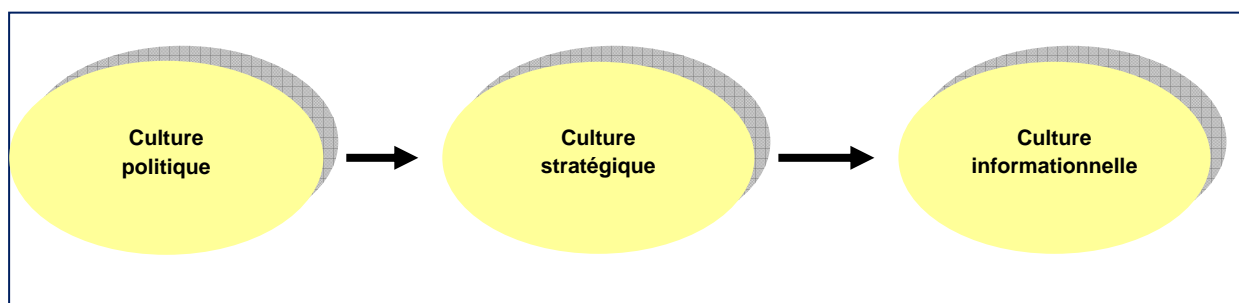 Culture
politique
Culture
stratégique
Culture
informationnelle